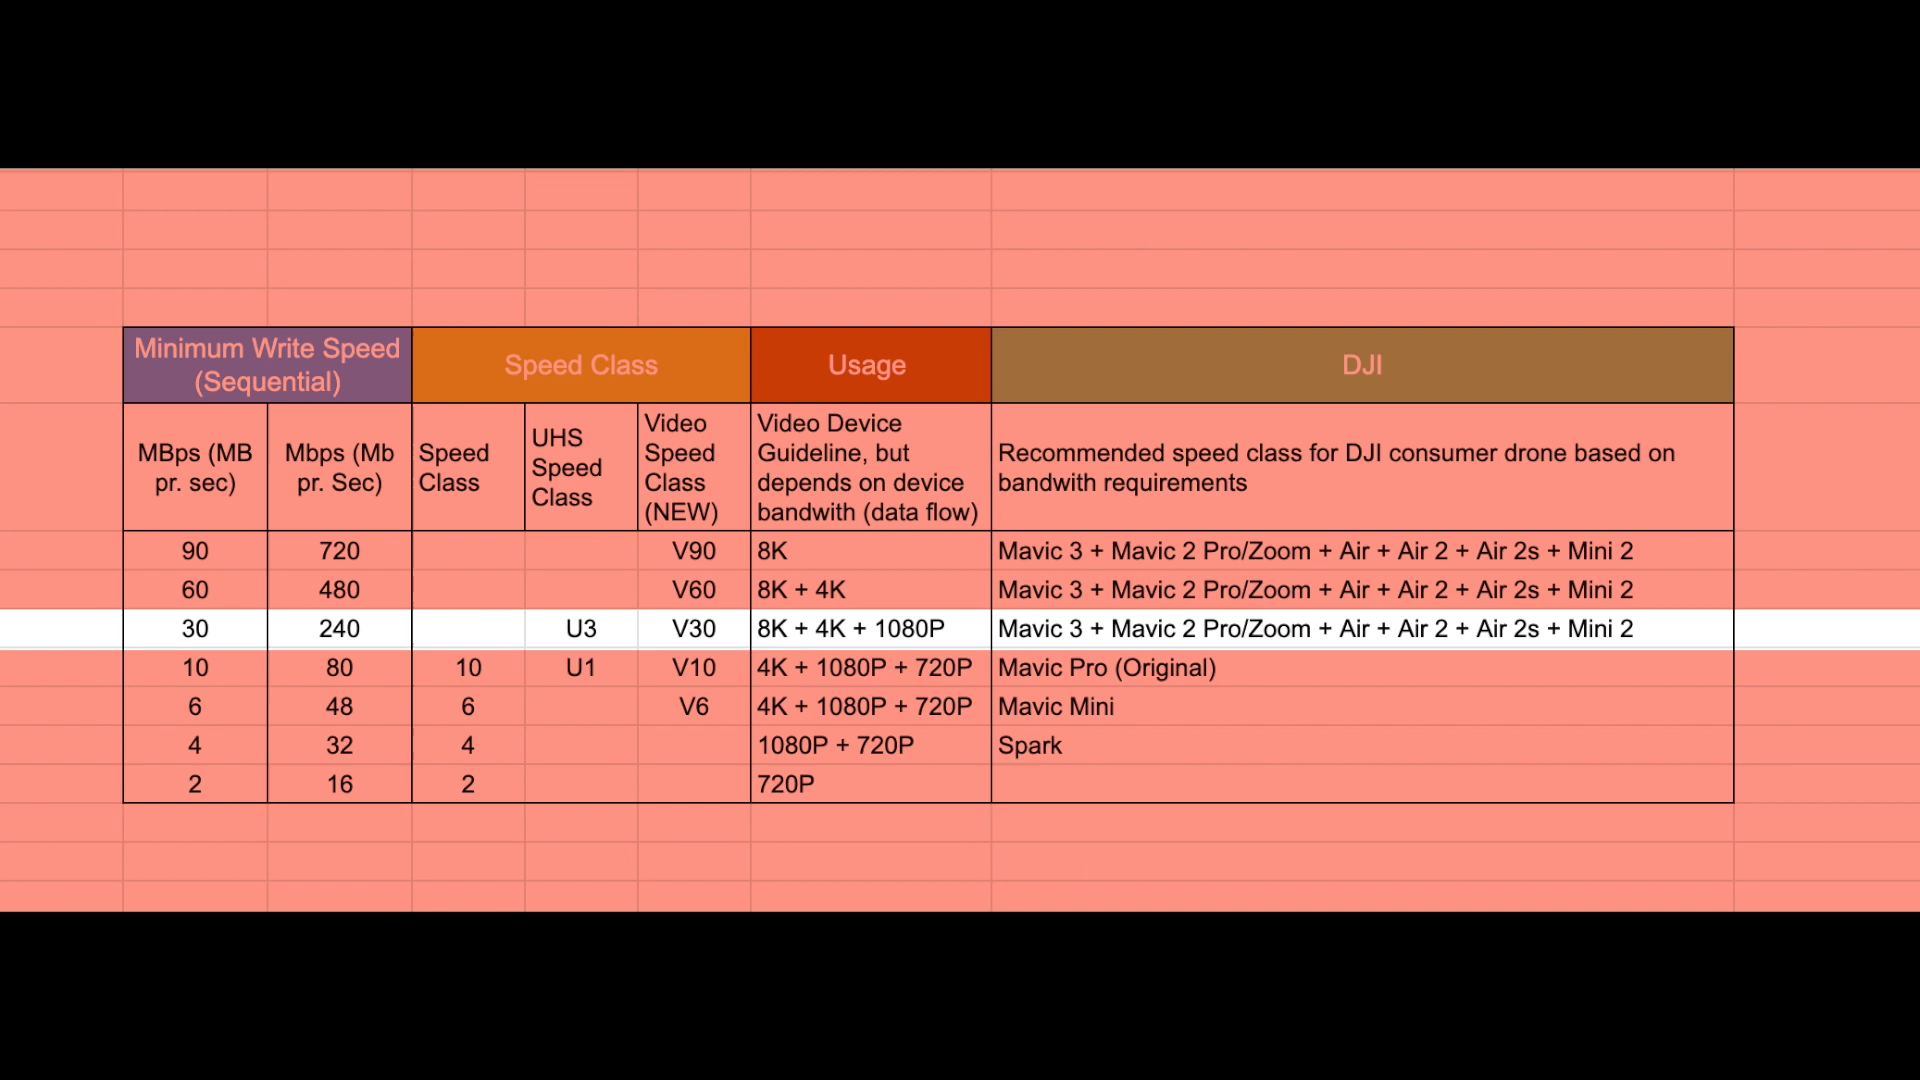 Minimum Write Speed
(Sequential)
Speed Class
Usage
DJI
MBps (MB
pr. sec)
Mbps (Mb
pr. Sec)
Speed
Class
UHS
Speed
Class
Video
Speed
Class
(NEW)
Video Device
Guideline, but
depends on device
bandwith (data flow)
Recommended speed class for DJI consumer drone based on
bandwith requirements
90 720 V90 8K Mavic 3 + Mavic 2 Pro/Zoom + Air + Air 2 + Air 2s + Mini 2
60 480 V60 8K + 4K Mavic 3 + Mavic 2 Pro/Zoom + Air + Air 2 + Air 2s + Mini 2
30 240 U3 V30 8K + 4K + 1080P Mavic 3 + Mavic 2 Pro/Zoom + Air + Air 2 + Air 2s + Mini 2
10 80 10 U1 V10 4K + 1080P + 720P Mavic Pro (Original)
6 48 6 V6 4K + 1080P + 720P Mavic Mini
4 32 4 1080P + 720P Spark
2 16 2 720P